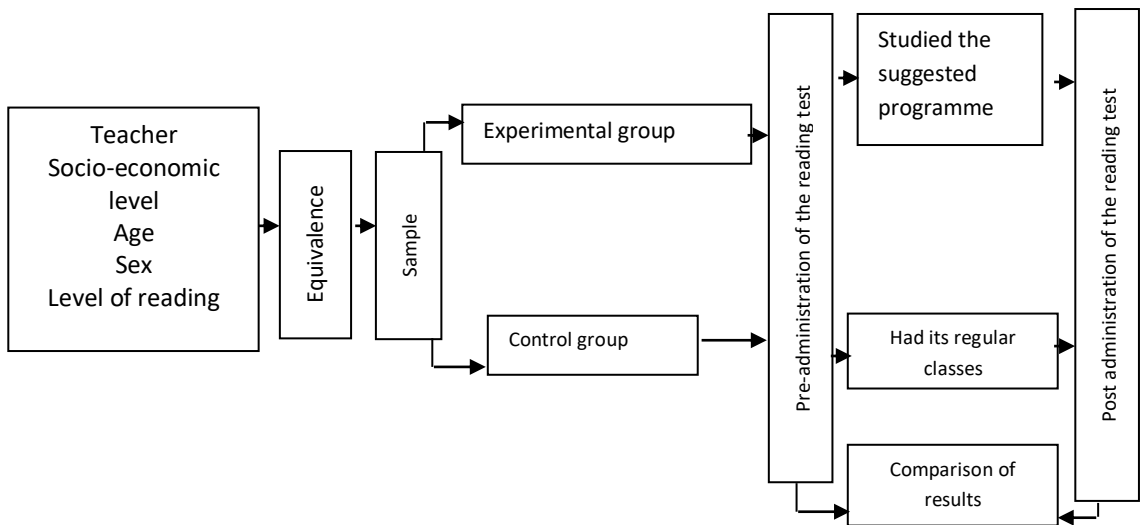 Teacher
Socio-economic
level
Age
Sex
Level of reading
Equivalence
Sample
Experimental group
Control group
Pre-administration of the reading test
Studied the
suggested
programme
Had its regular
classes
Comparison of
results
Post administration of the reading test